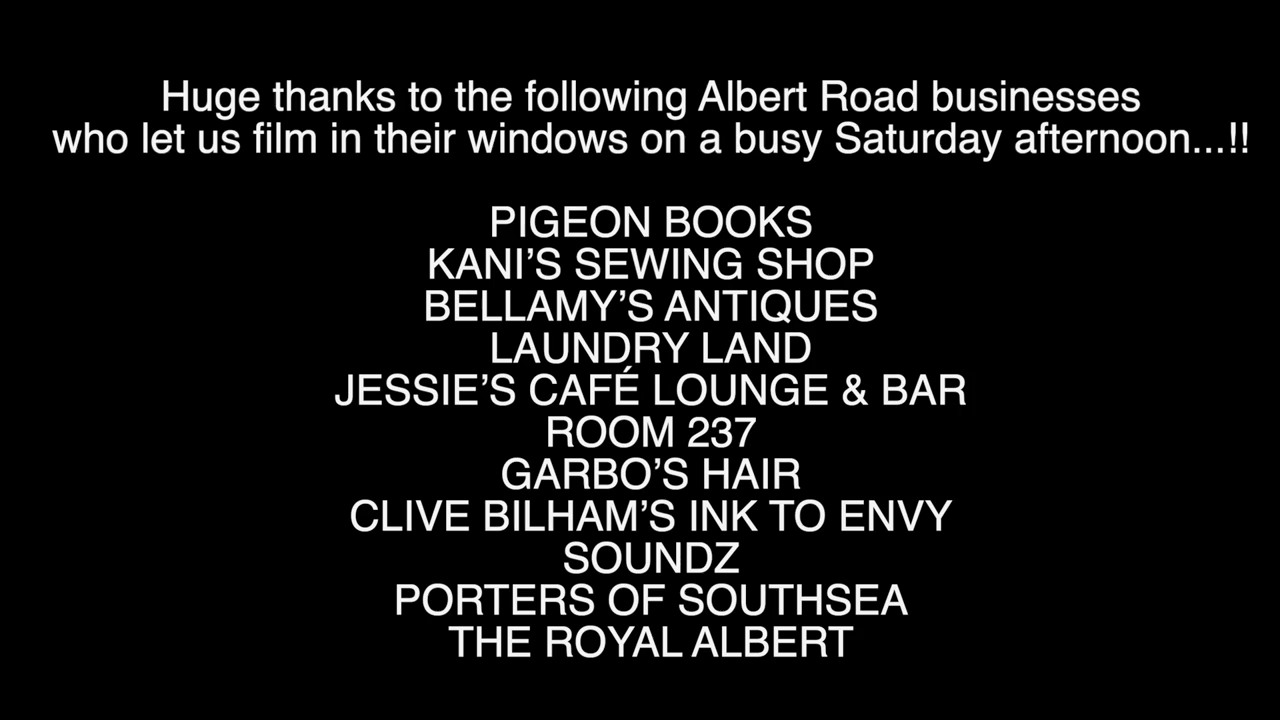 Huge thanks to the following Albert Road businesses
who let us film in their windows on a busy Saturday afternoon...!!
PIGEON BOOKS
KANI’S SEWING SHOP
BELLAMY’S ANTIQUES
LAUNDRY LAND
JESSIE’S CAFÉ LOUNGE & BAR
ROOM 237
GARBO’S HAIR
CLIVE BILHAM’S INK TO ENVY
SOUNDZ
PORTERS OF SOUTHSEA
THE ROYAL ALBERT